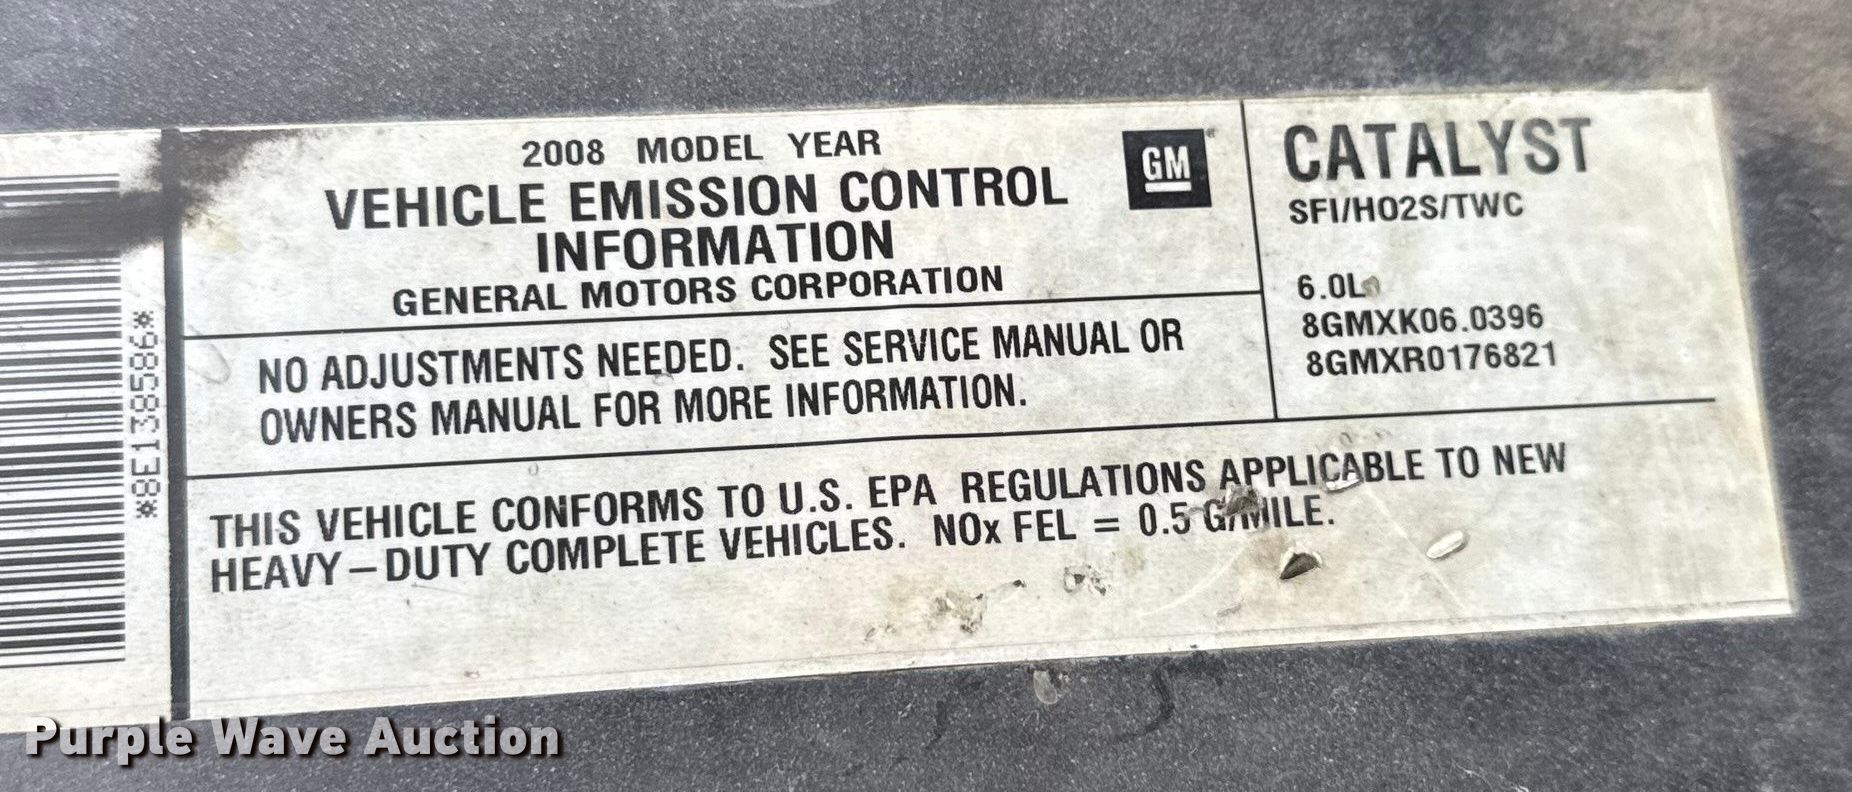 2008 MODEL YEAR
VEHICLE EMISSION CONTROL
INFORMATION
GENERAL MOTORS CORPORATION
GM
NO ADJUSTMENTS NEEDED. SEE SERVICE MANUAL OR
OWNERS MANUAL FOR MORE INFORMATION.
CATALYST
SFI/HO2S/TWC
6.0L
8GMXK06.0396
8GMXR0176821
THIS VEHICLE CONFORMS TO U.S. EPA REGULATIONS APPLICABLE TO NEW
HEAVY-DUTY COMPLETE VEHICLES. NOx FEL = 0.5 G/MILE.
*8E1385586*
Purple Wave Auction